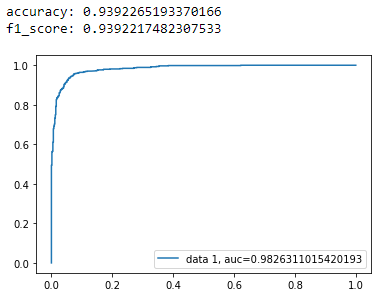 accuracy: 0.9392265193370166
f1_score: 0.9392217482307533
1.0
0.8
0.6
0.4
0.2
0.0
data 1, auc=0.9826311015420193
0.0 0.2 0.4 0.6 0.8 1.0